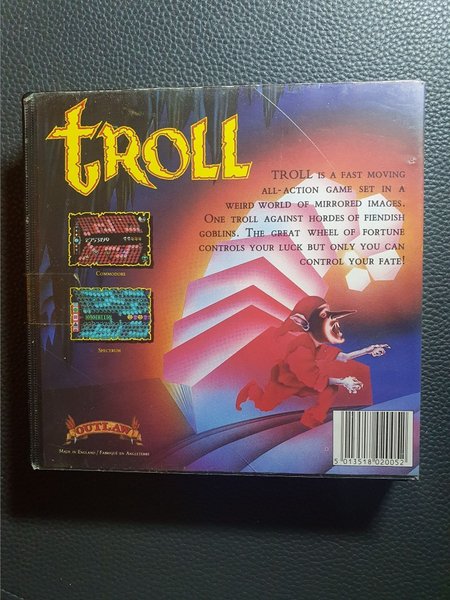 TROLL
TROLL IS A FAST MOVING
ALL-ACTION GAME SET IN A
WEIRD WORLD OF MIRRORED IMAGES.
ONE TROLL AGAINST HORDES OF FIENDISH
GOBLINS. THE GREAT WHEEL OF FORTUNE
CONTROLS YOUR LUCK BUT ONLY YOU CAN
CONTROL YOUR FATE!
COMMODORE
SPECTRUM
OUTLAW
MADE IN ENGLAND / FABRIQUÉ EN ANGLETERRE
5 013518 020052